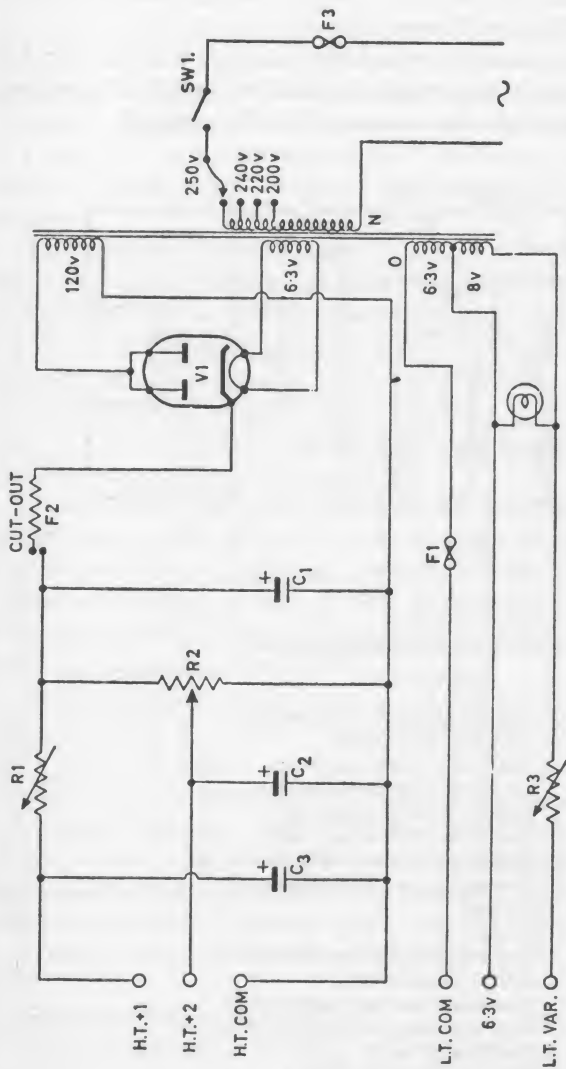 SW1.
F3
250v
240v
220v
200v
N
120v
6·3v
O
6·3v
8v
V1
CUT-OUT
F2
F1
+
C1
R2
R1
+
C2
+
C3
R3
H.T.+1
H.T.+2
H.T. COM
L.T. COM
6·3v
L.T. VAR.